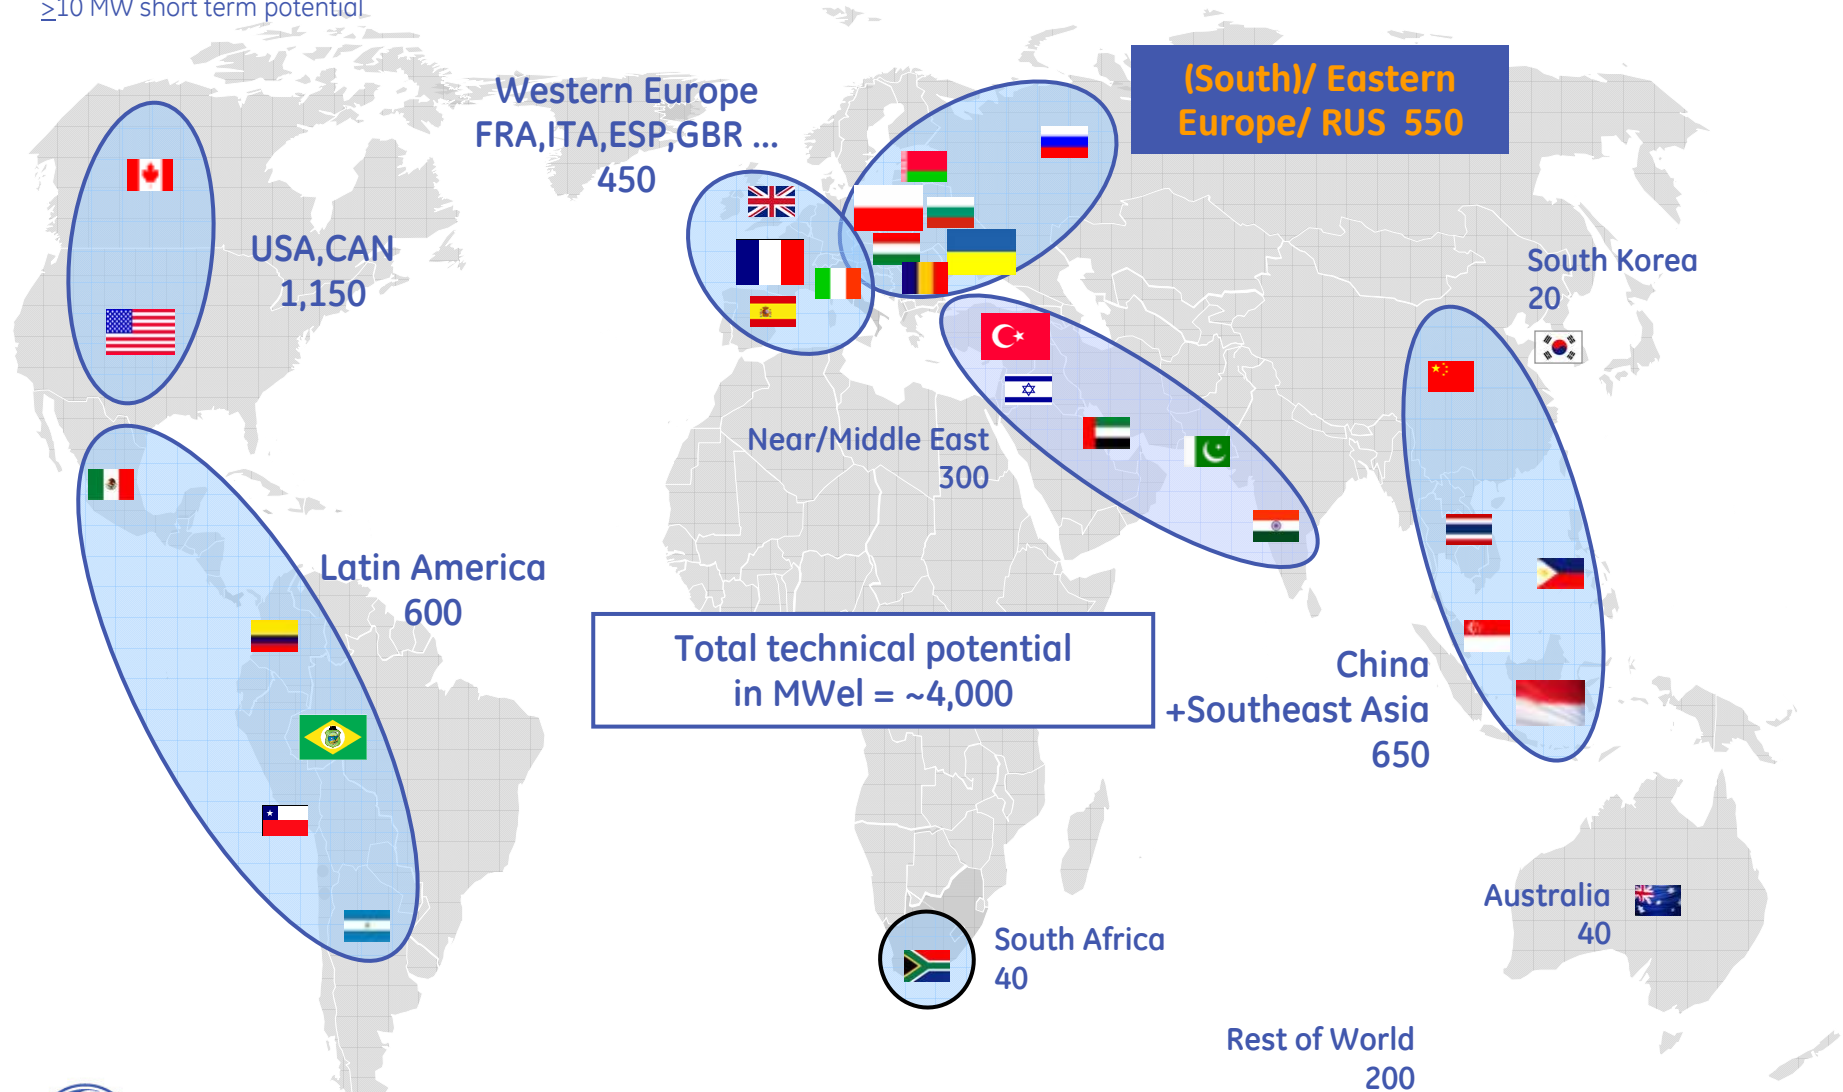 ≥10 MW short term potential
Western Europe
FRA,ITA,ESP,GBR ...
450
(South)/ Eastern
Europe/ RUS 550
USA,CAN
1,150
South Korea
20
Near/Middle East
300
Latin America
600
Total technical potential
in MWel = ~4,000
China
+Southeast Asia
650
Australia
40
South Africa
40
Rest of World
200